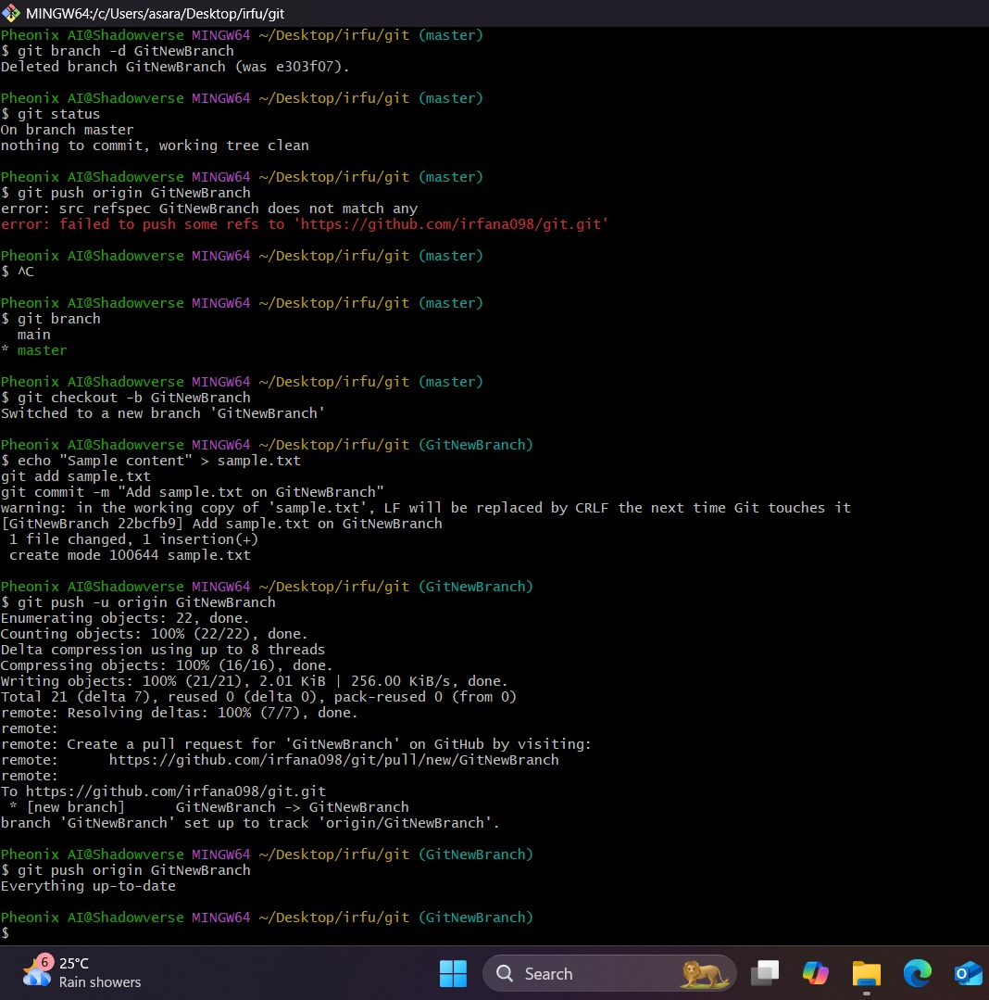 MINGW64:/c/Users/asara/Desktop/irfu/git
Pheonix AI@Shadowverse MINGW64 ~/Desktop/irfu/git (master)
$ git branch -d GitNewBranch
Deleted branch GitNewBranch (was e303f07).
Pheonix AI@Shadowverse MINGW64 ~/Desktop/irfu/git (master)
$ git status
On branch master
nothing to commit, working tree clean
Pheonix AI@Shadowverse MINGW64 ~/Desktop/irfu/git (master)
$ git push origin GitNewBranch
error: src refspec GitNewBranch does not match any
error: failed to push some refs to 'https://github.com/irfana098/git.git'
Pheonix AI@Shadowverse MINGW64 ~/Desktop/irfu/git (master)
$ ^C
Pheonix AI@Shadowverse MINGW64 ~/Desktop/irfu/git (master)
$ git branch
  main
* master
Pheonix AI@Shadowverse MINGW64 ~/Desktop/irfu/git (master)
$ git checkout -b GitNewBranch
Switched to a new branch 'GitNewBranch'
Pheonix AI@Shadowverse MINGW64 ~/Desktop/irfu/git (GitNewBranch)
$ echo "Sample content" > sample.txt
git add sample.txt
git commit -m "Add sample.txt on GitNewBranch"
warning: in the working copy of 'sample.txt', LF will be replaced by CRLF the next time Git touches it
[GitNewBranch 22bcfb9] Add sample.txt on GitNewBranch
 1 file changed, 1 insertion(+)
 create mode 100644 sample.txt
Pheonix AI@Shadowverse MINGW64 ~/Desktop/irfu/git (GitNewBranch)
$ git push -u origin GitNewBranch
Enumerating objects: 22, done.
Counting objects: 100% (22/22), done.
Delta compression using up to 8 threads
Compressing objects: 100% (16/16), done.
Writing objects: 100% (21/21), 2.01 KiB | 256.00 KiB/s, done.
Total 21 (delta 7), reused 0 (delta 0), pack-reused 0 (from 0)
remote: Resolving deltas: 100% (7/7), done.
remote:
remote: Create a pull request for 'GitNewBranch' on GitHub by visiting:
remote:      https://github.com/irfana098/git/pull/new/GitNewBranch
remote:
To https://github.com/irfana098/git.git
 * [new branch]      GitNewBranch -> GitNewBranch
branch 'GitNewBranch' set up to track 'origin/GitNewBranch'.
Pheonix AI@Shadowverse MINGW64 ~/Desktop/irfu/git (GitNewBranch)
$ git push origin GitNewBranch
Everything up-to-date
Pheonix AI@Shadowverse MINGW64 ~/Desktop/irfu/git (GitNewBranch)
$
6
25°C
Rain showers
Search